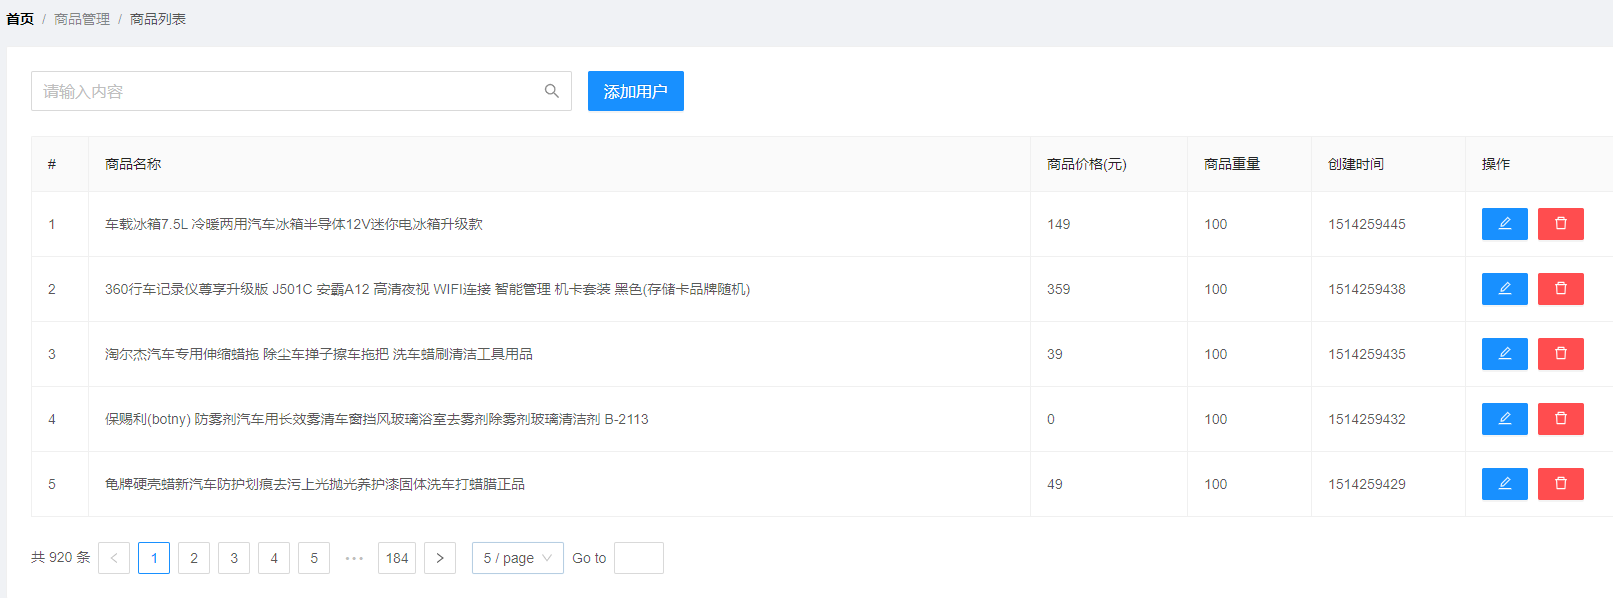 首页 / 商品管理 / 商品列表
请输入内容 添加用户
# 商品名称 商品价格(元) 商品重量 创建时间 操作
1 车载冰箱7.5L 冷暖两用汽车冰箱半导体12V迷你电冰箱升级款 149 100 1514259445
2 360行车记录仪尊享升级版 J501C 安霸A12 高清夜视 WIFI连接 智能管理 机卡套装 黑色(存储卡品牌随机) 359 100 1514259438
3 淘尔杰汽车专用伸缩蜡拖 除尘车掸子擦车拖把 洗车蜡刷清洁工具用品 39 100 1514259435
4 保赐利(botny) 防雾剂汽车用长效雾清车窗挡风玻璃浴室去雾剂除雾剂玻璃清洁剂 B-2113 0 100 1514259432
5 龟牌硬壳蜡新汽车防护划痕去污上光抛光养护漆固体洗车打蜡腊正品 49 100 1514259429
共 920 条 < 1 2 3 4 5 ••• 184 > 5 / page Go to